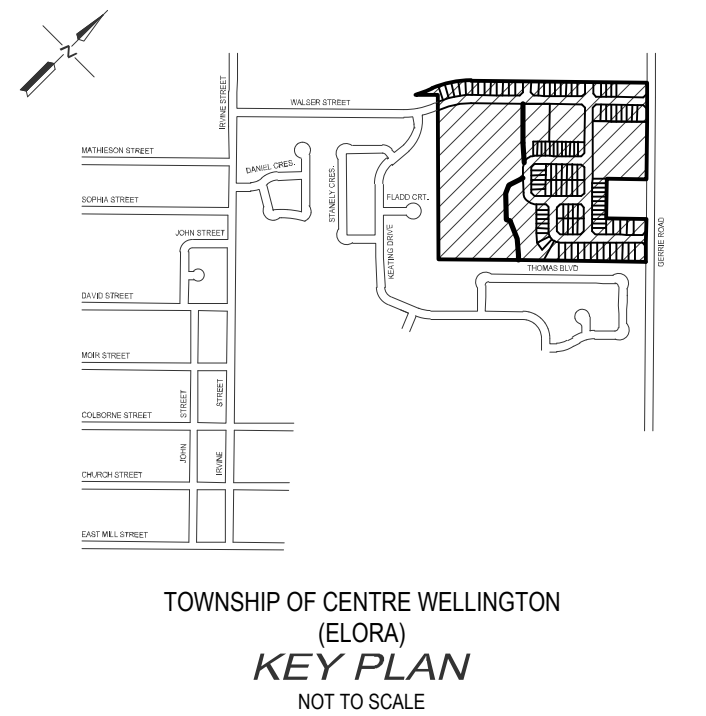 N
IRVINE STREET
WALSER STREET
MATHIESON STREET
DANIEL CRES.
STANELY CRES.
SOPHIA STREET
FLADD CRT.
JOHN STREET
KEATING DRIVE
GERRIE ROAD
THOMAS BLVD
DAVID STREET
MOIR STREET
STREET
STREET
COLBORNE STREET
JOHN
IRVINE
CHURCH STREET
EAST MILL STREET
TOWNSHIP OF CENTRE WELLINGTON
(ELORA)
KEY PLAN
NOT TO SCALE